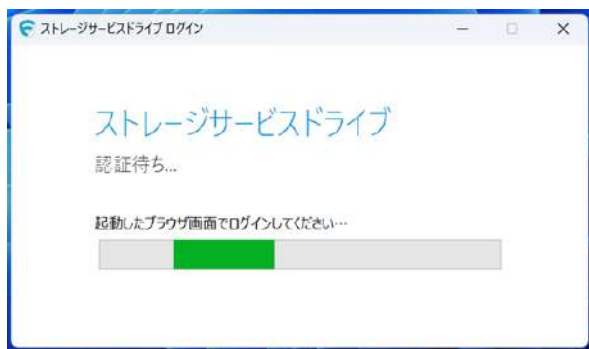 ストレージサービスドライブ ログイン
ストレージサービスドライブ
認証待ち...
起動したブラウザ画面でログインしてください…